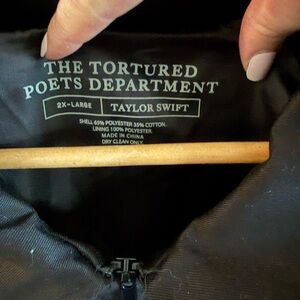 THE TORTURED
POETS DEPARTMENT
2X-LARGE TAYLOR SWIFT
SHELL 65% POLYESTER 35% COTTON.
LINING 100% POLYESTER.
MADE IN CHINA
DRY CLEAN ONLY